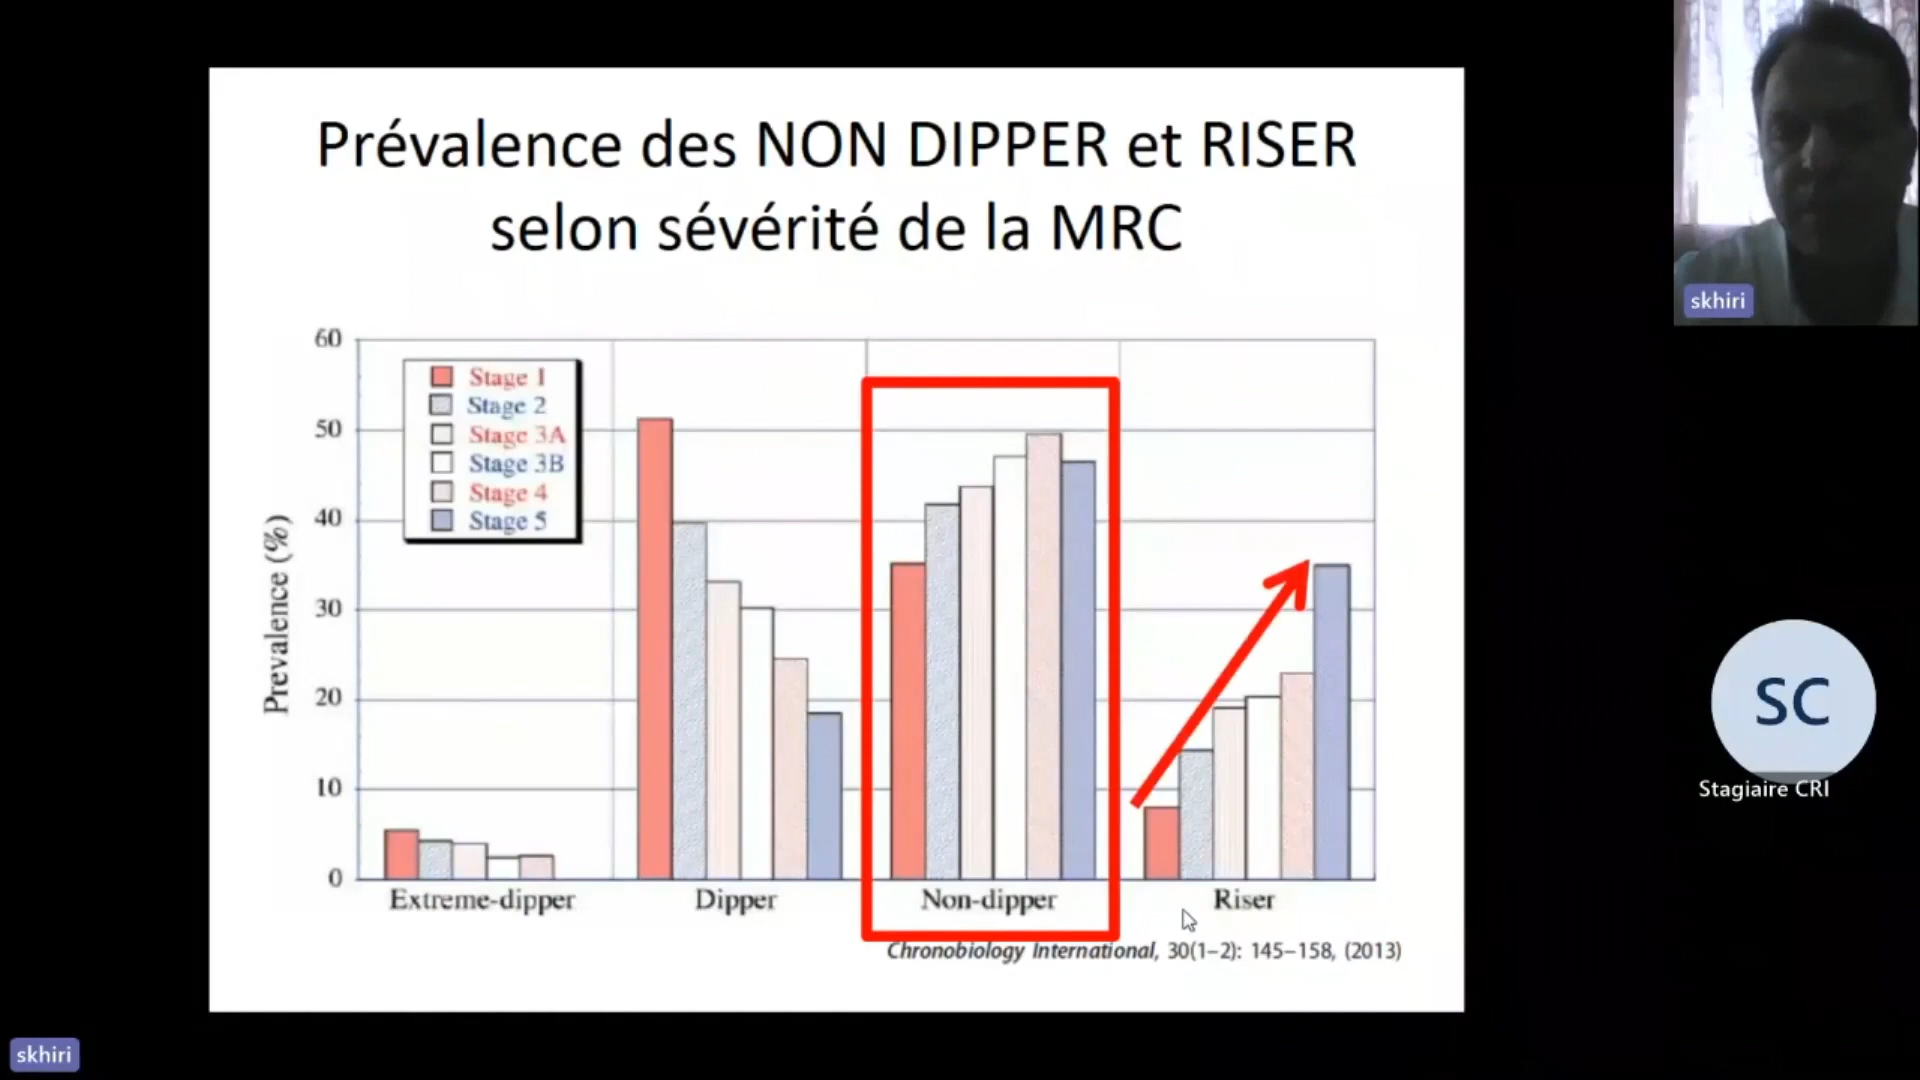 Prévalence des NON DIPPER et RISER
selon sévérité de la MRC
60
50
40
30
20
10
0
Prevalence (%)
Stage 1
Stage 2
Stage 3A
Stage 3B
Stage 4
Stage 5
Extreme-dipper
Dipper
Non-dipper
Riser
Chronobiology International, 30(1–2): 145–158, (2013)
skhiri
SC
Stagiaire CRI
skhiri